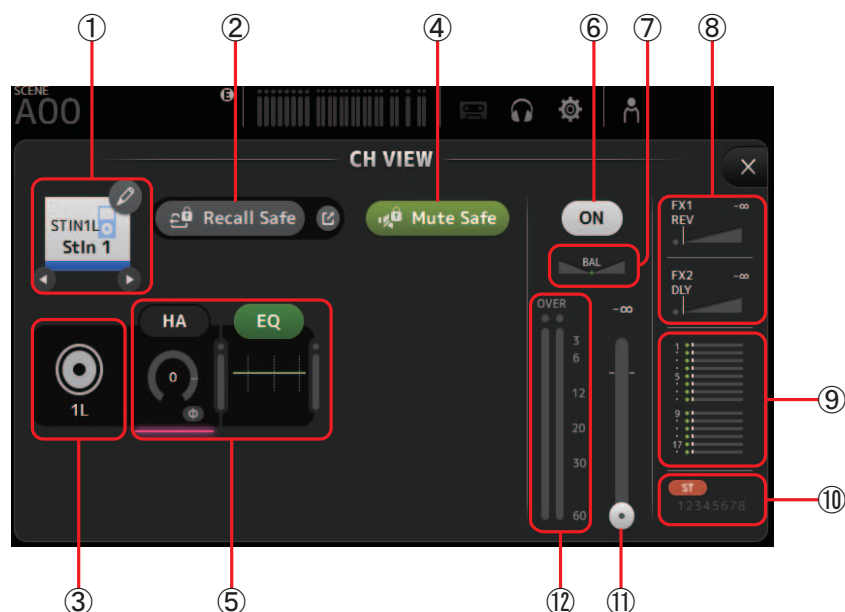 ① ② ④ ⑥ ⑦ ⑧
SCENE
A00
E
CH VIEW
STIN1L
StIn 1
Recall Safe
Mute Safe
ON
BAL
FX1 -∞
REV
FX2 -∞
DLY
HA
EQ
0
Φ
1L
OVER
-∞
3
6
12
20
30
60
1
5
9
17
⑨
ST
12345678
⑩
③ ⑤ ⑫ ⑪